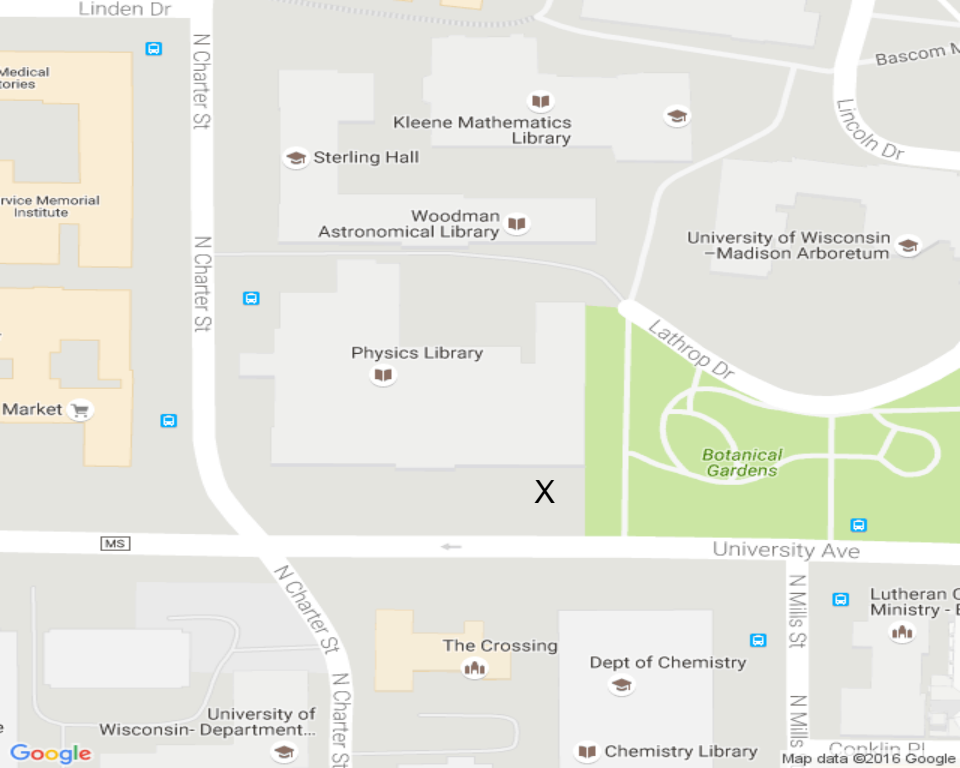 Linden Dr
N Charter St
Bascom M
Medical
tories
Kleene Mathematics
Library
Lincoln Dr
Sterling Hall
rvice Memorial
Institute
Woodman
Astronomical Library
University of Wisconsin
–Madison Arboretum
N Charter St
Lathrop Dr
Physics Library
Market
Botanical
Gardens
X
MS
University Ave
N Charter St
N Mills St
Lutheran C
Ministry - E
The Crossing
Dept of Chemistry
N Charter St
University of
Wisconsin- Department...
N Mills
e
Google
Chemistry Library
Conklin Pl
Map data ©2016 Google